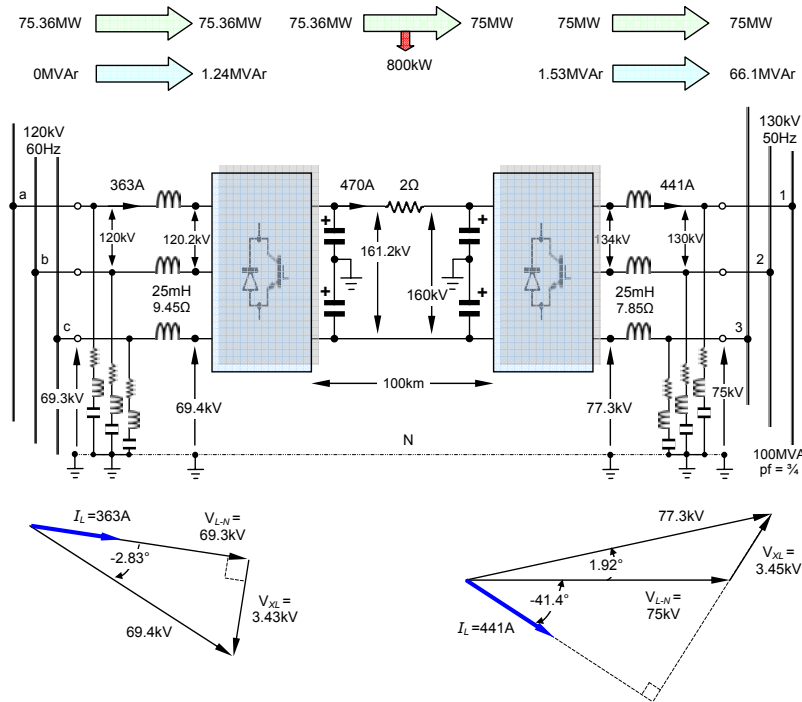 75.36MW 75.36MW 75.36MW 75MW 75MW 75MW
800kW
0MVAr 1.24MVAr 1.53MVAr 66.1MVAr
120kV
60Hz
130kV
50Hz
363A 470A 2Ω 441A
a 1
120kV 120.2kV 161.2kV 134kV 130kV
b 2
25mH
9.45Ω
160kV
25mH
7.85Ω
c 3
+
+
+
+
100km
69.3kV 69.4kV 77.3kV 75kV
N
100MVA
pf = ¾
I_L=363A
V_L-N =
69.3kV
-2.83°
V_XL =
3.43kV
69.4kV
77.3kV
1.92°
V_XL =
3.45kV
-41.4°
V_L-N =
75kV
I_L=441A